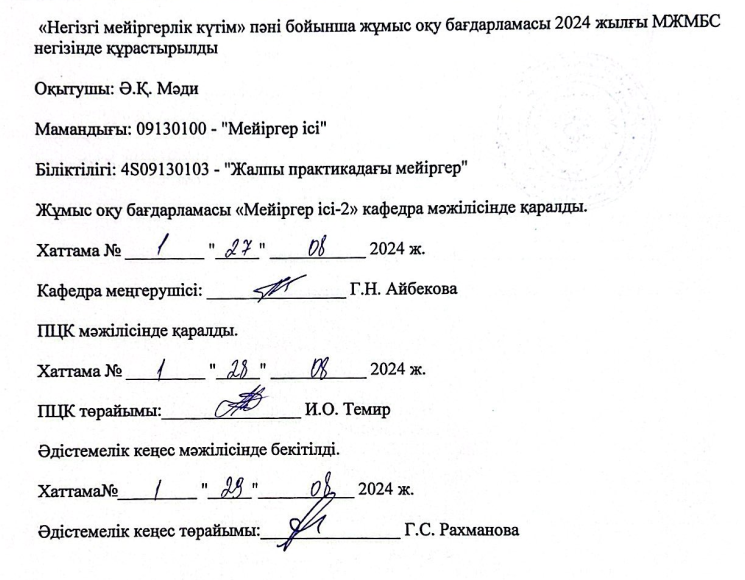 «Негізгі мейіргерлік күтім» пәні бойынша жұмыс оқу бағдарламасы 2024 жылғы МЖМБС
негізінде құрастырылды
Оқытушы: Ә.Қ. Мәди
Мамандығы: 09130100 - "Мейіргер ісі"
Біліктілігі: 4S09130103 - "Жалпы практикадағы мейіргер"
Жұмыс оқу бағдарламасы «Мейіргер ісі-2» кафедра мәжілісінде қаралды.
Хаттама № 1 "27" 08 2024 ж.
Кафедра меңгерушісі: Г.Н. Айбекова
ПЦК мәжілісінде қаралды.
Хаттама № 1 "28" 08 2024 ж.
ПЦК төрайымы: И.О. Темир
Әдістемелік кеңес мәжілісінде бекітілді.
Хаттама№ 1 "29" 08 2024 ж.
Әдістемелік кеңес төрайымы: Г.С. Рахманова